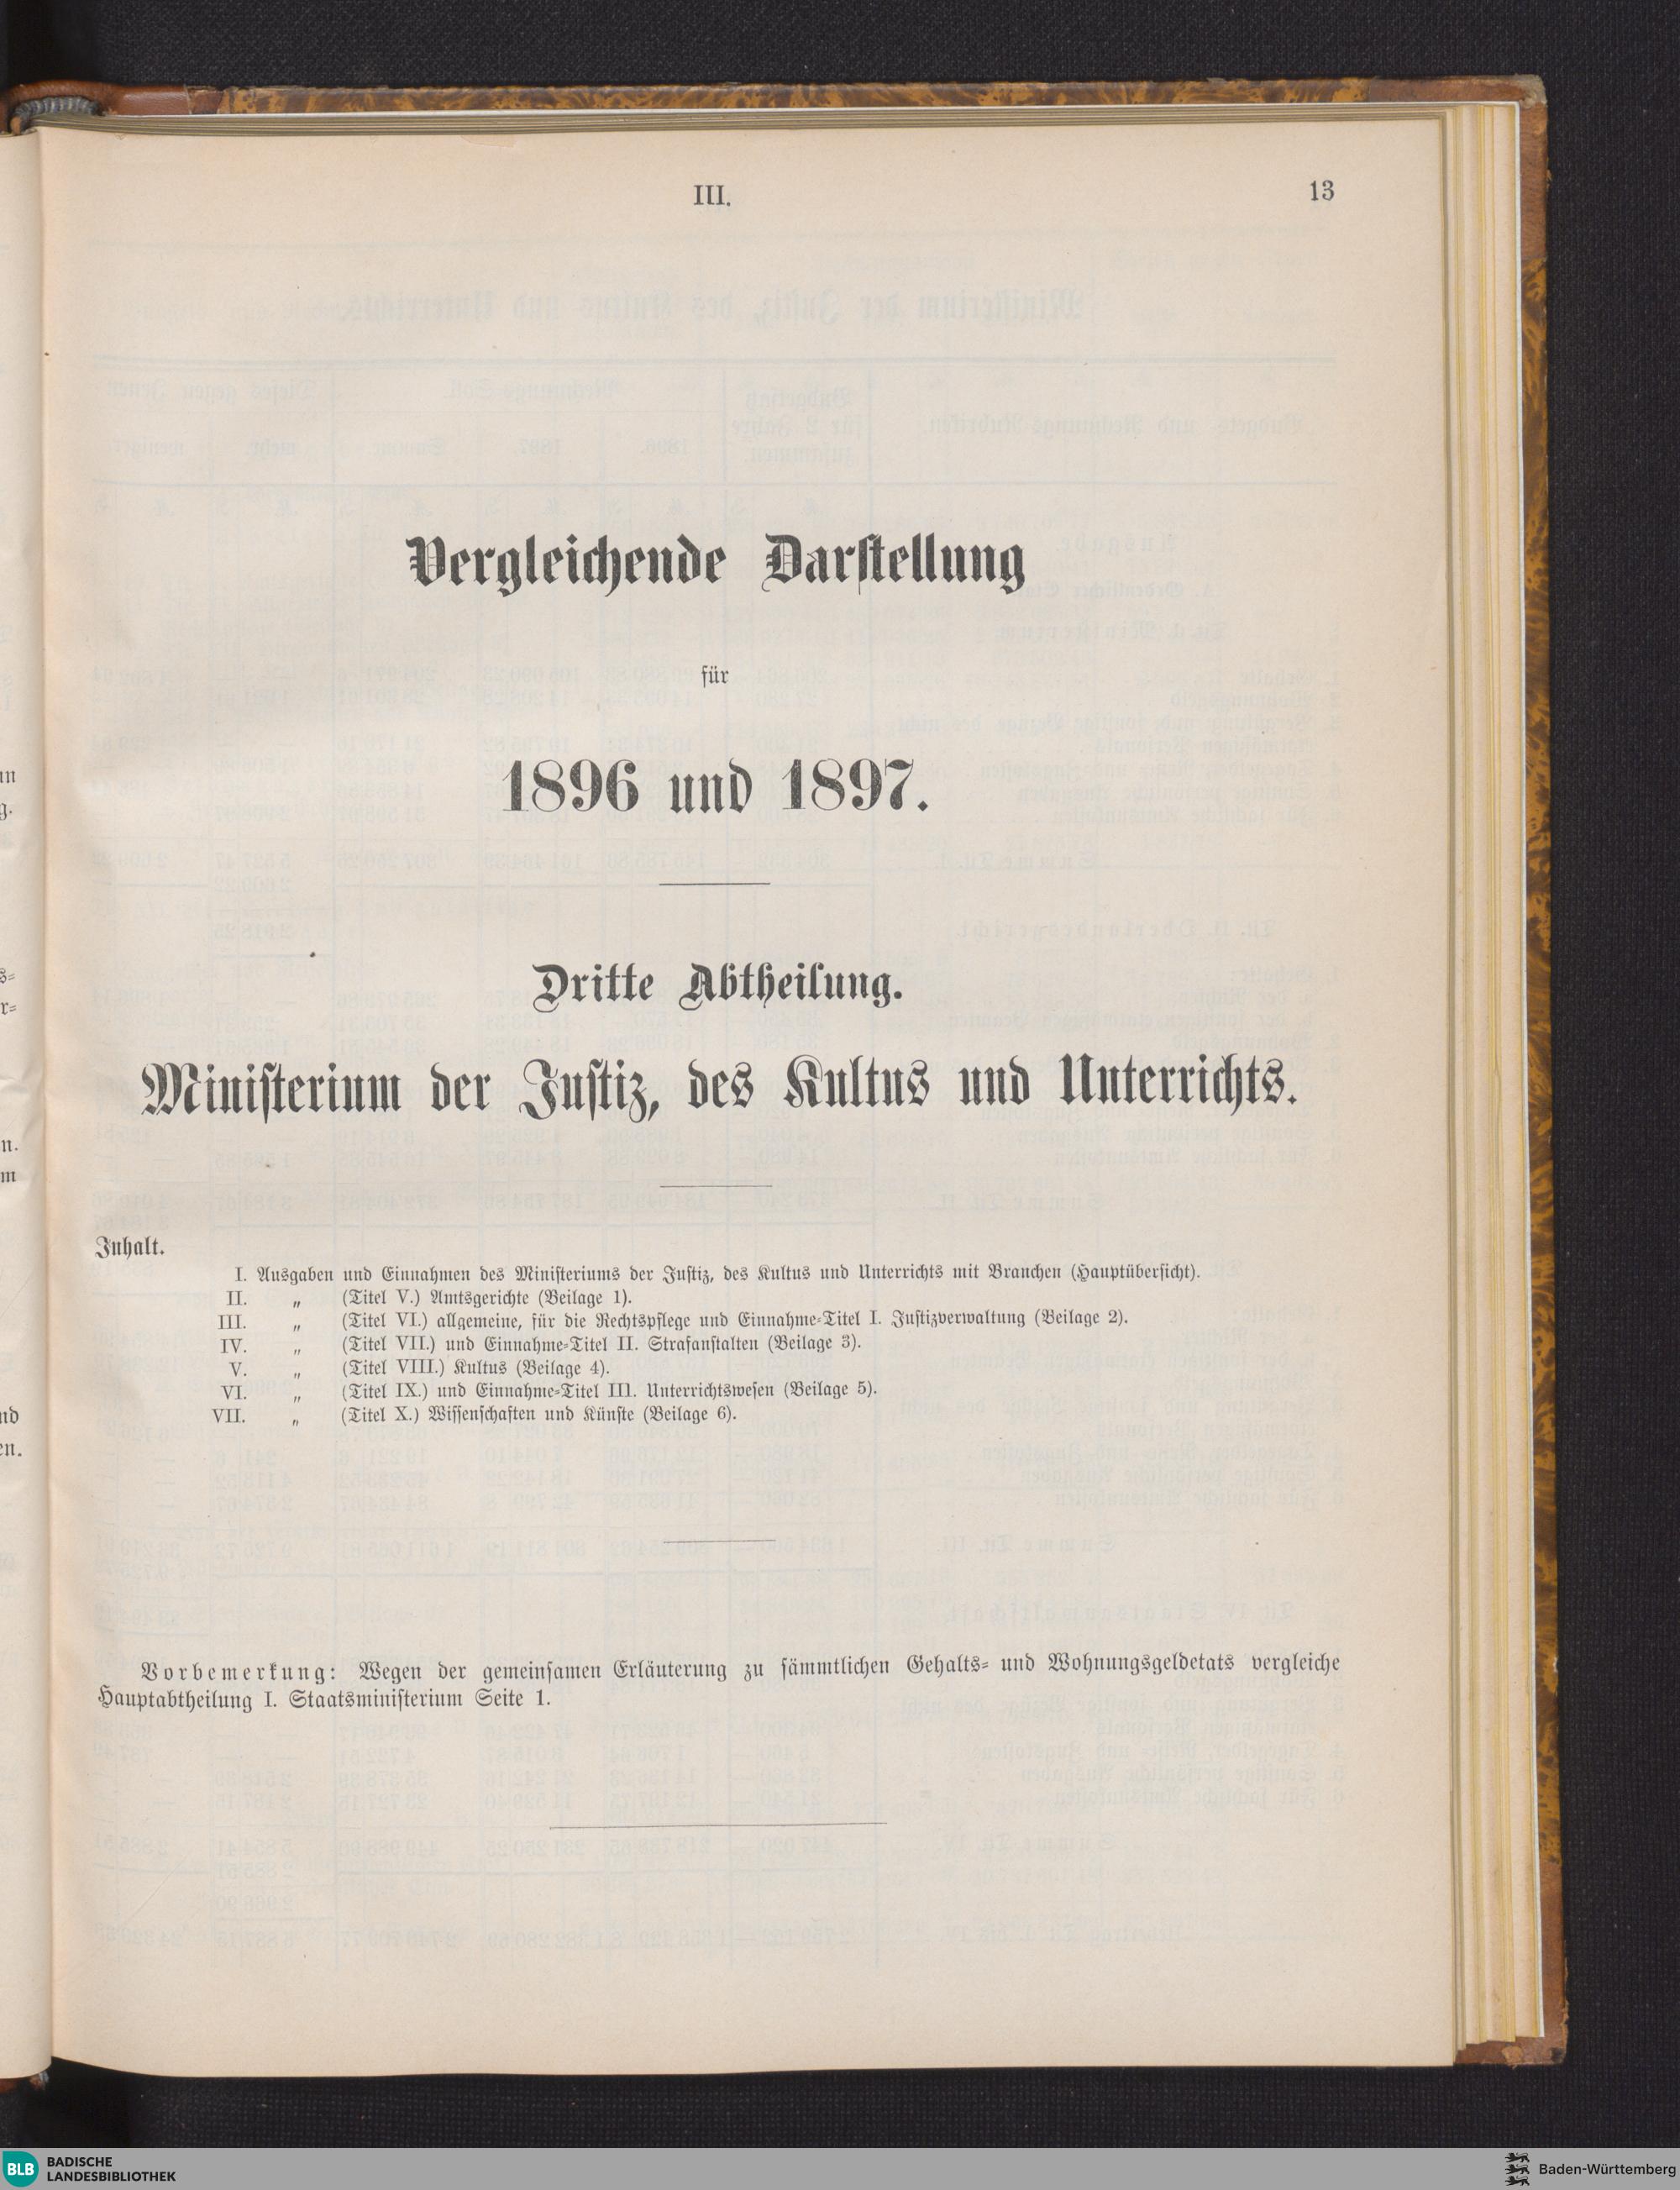 III.
13
Vergleichende Darstellung
für
1896 und 1897.
Dritte Abtheilung.
Ministerium der Justiz, des Kultus und Unterrichts.
Inhalt.
I. Ausgaben und Einnahmen des Ministeriums der Justiz, des Kultus und Unterrichts mit Branchen (Hauptübersicht).
II. „ (Titel V.) Amtsgerichte (Beilage 1).
III. „ (Titel VI.) allgemeine, für die Rechtspflege und Einnahme-Titel I. Justizverwaltung (Beilage 2).
IV. „ (Titel VII.) und Einnahme-Titel II. Strafanstalten (Beilage 3).
V. „ (Titel VIII.) Kultus (Beilage 4).
VI. „ (Titel IX.) und Einnahme-Titel III. Unterrichtswesen (Beilage 5).
VII. „ (Titel X.) Wissenschaften und Künste (Beilage 6).
Vorbemerkung: Wegen der gemeinsamen Erläuterung zu sämmtlichen Gehalts- und Wohnungsgeldetats vergleiche
Hauptabtheilung I. Staatsministerium Seite 1.
BLB BADISCHE
LANDESBIBLIOTHEK
Baden-Württemberg